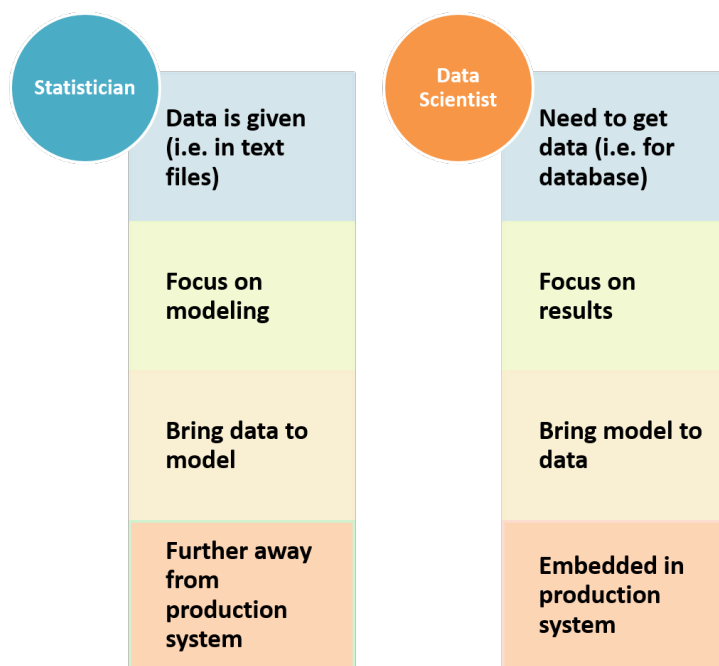 Statistician
Data is given
(i.e. in text
files)
Focus on
modeling
Bring data to
model
Further away
from
production
system
Data
Scientist
Need to get
data (i.e. for
database)
Focus on
results
Bring model to
data
Embedded in
production
system